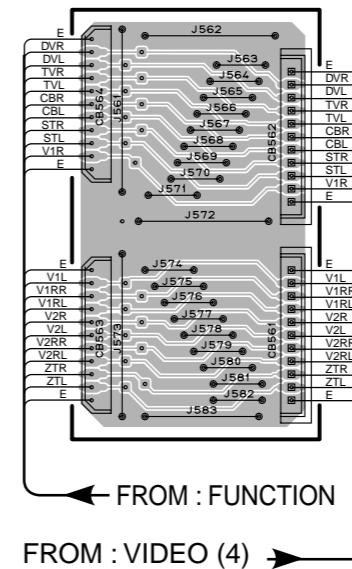 J562
E
DVR
DVL
TVR
TVL
CBR
CBL
STR
STL
V1R
E
CB564
J561
J563
J564
J565
J566
J567
J568
J569
J570
J571
CB562
E
DVR
DVL
TVR
TVL
CBR
CBL
STR
STL
V1R
E
J572
E
V1L
V1RR
V1RL
V2R
V2L
V2RR
V2RL
ZTR
ZTL
E
CB563
J573
J574
J575
J576
J577
J578
J579
J580
J581
J582
J583
CB561
E
V1L
V1RR
V1RL
V2R
V2L
V2RR
V2RL
ZTR
ZTL
E
FROM : FUNCTION
FROM : VIDEO (4)